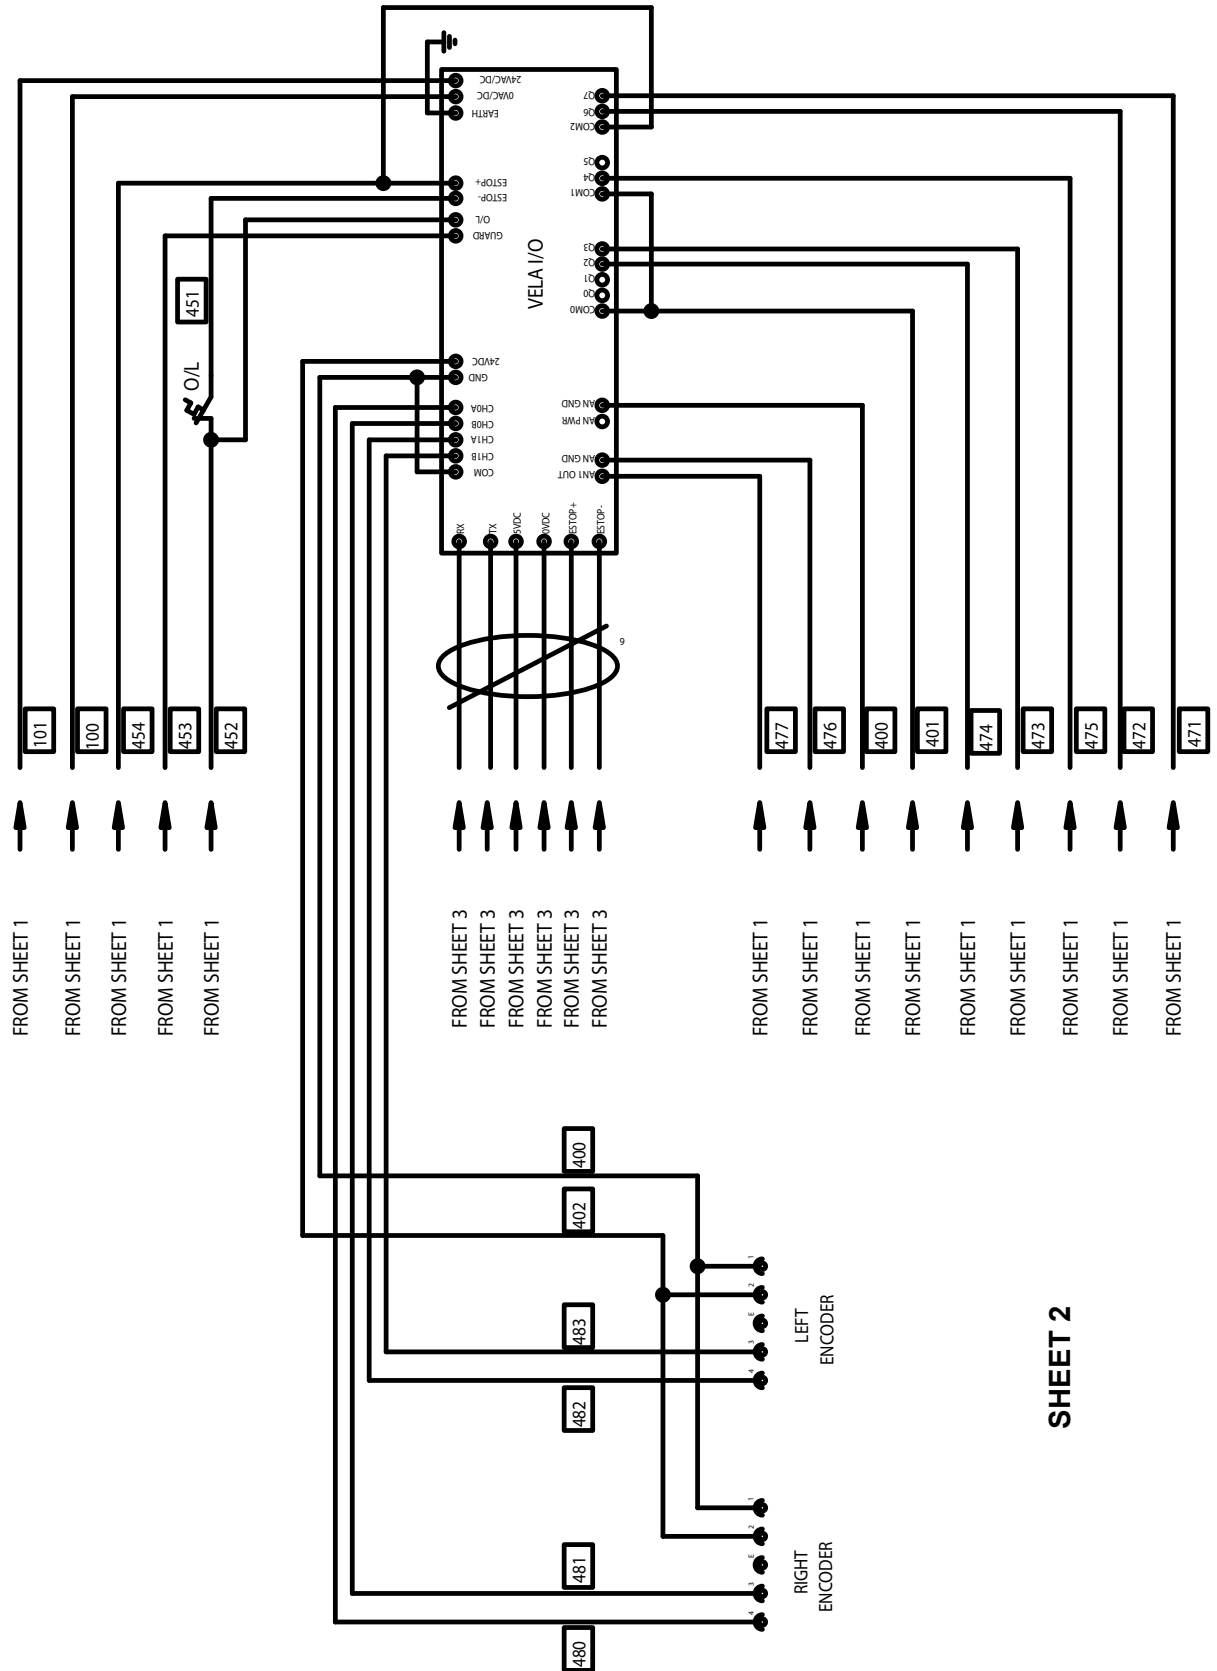 24VAC/DC
0VAC/DC
EARTH
ESTOP+
ESTOP-
O/L
GUARD
24VDC
GND
CH0A
CH0B
CH1A
CH1B
COM
Q7
Q6
COM2
Q5
Q4
COM1
Q3
Q2
Q1
Q0
COM0
AN GND
AN PWR
AN GND
AN1 OUT
VELA I/O
RX
TX
5VDC
0VDC
ESTOP+
ESTOP-
6
451
O/L
101
100
454
453
452
477
476
400
401
474
473
475
472
471
FROM SHEET 1
FROM SHEET 1
FROM SHEET 1
FROM SHEET 1
FROM SHEET 1
FROM SHEET 3
FROM SHEET 3
FROM SHEET 3
FROM SHEET 3
FROM SHEET 3
FROM SHEET 3
FROM SHEET 1
FROM SHEET 1
FROM SHEET 1
FROM SHEET 1
FROM SHEET 1
FROM SHEET 1
FROM SHEET 1
FROM SHEET 1
FROM SHEET 1
400
402
483
482
481
480
1
2
E
3
4
LEFT
ENCODER
1
2
E
3
4
RIGHT
ENCODER
SHEET 2